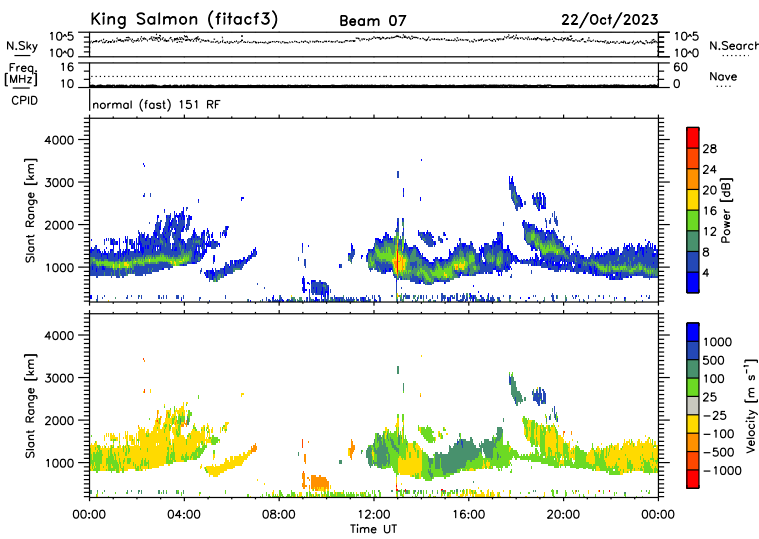 King Salmon (fitacf3) Beam 07 22/Oct/2023
N.Sky 10^5 10^5 N.Search
10^0 10^0
Freq. 16 60 Nave
[MHz] 10 0
CPID normal (fast) 151 RF
Slant Range [km]
4000
3000
2000
1000
Power [dB]
28
24
20
16
12
8
4
Slant Range [km]
4000
3000
2000
1000
Velocity [m s⁻¹]
1000
500
100
25
−25
−100
−500
−1000
00:00 04:00 08:00 12:00 16:00 20:00 00:00
Time UT